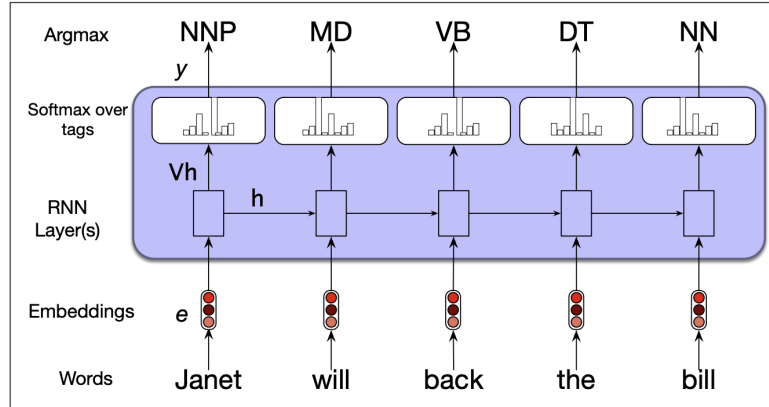 Argmax NNP MD VB DT NN
y
Softmax over
tags
Vh
RNN
Layer(s)
h
Embeddings e
Words Janet will back the bill